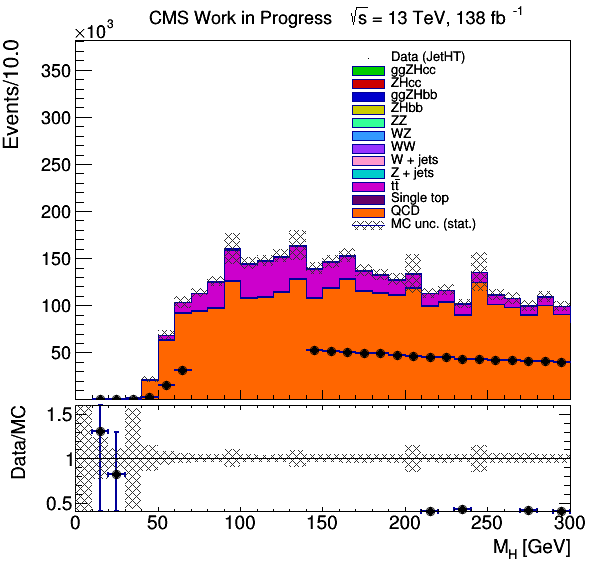 CMS Work in Progress √s = 13 TeV, 138 fb⁻¹
×10³
Events/10.0
350
300
250
200
150
100
50
Data (JetHT)
ggZHcc
ZHcc
ggZHbb
ZHbb
ZZ
WZ
WW
W + jets
Z + jets
tt̄
Single top
QCD
MC unc. (stat.)
Data/MC
1.5
1
0.5
0 50 100 150 200 250 300
M_H [GeV]